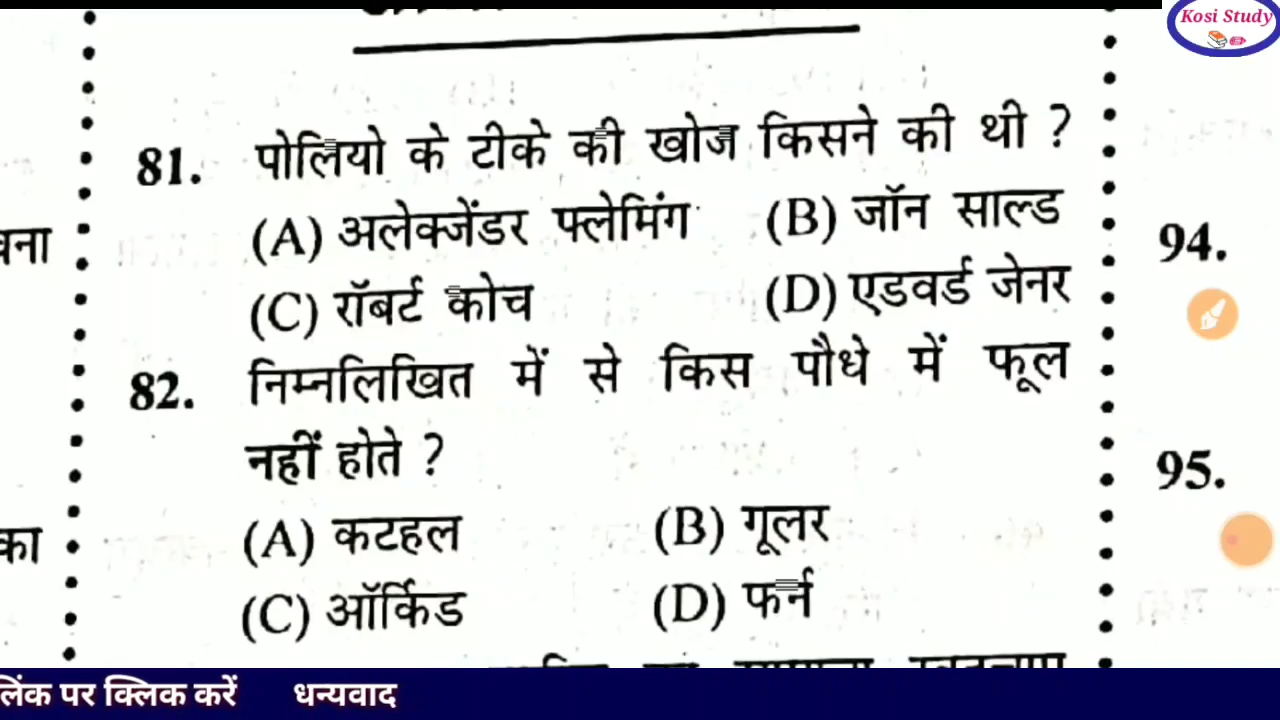 Kosi Study
81. पोलियो के टीके की खोज किसने की थी ?
(A) अलेक्जेंडर फ्लेमिंग (B) जॉन साल्ड
(C) रॉबर्ट कोच (D) एडवर्ड जेनर
82. निम्नलिखित में से किस पौधे में फूल
नहीं होते ?
(A) कटहल (B) गूलर
(C) ऑर्किड (D) फर्न
का
94.
95.
लिंक पर क्लिक करें धन्यवाद